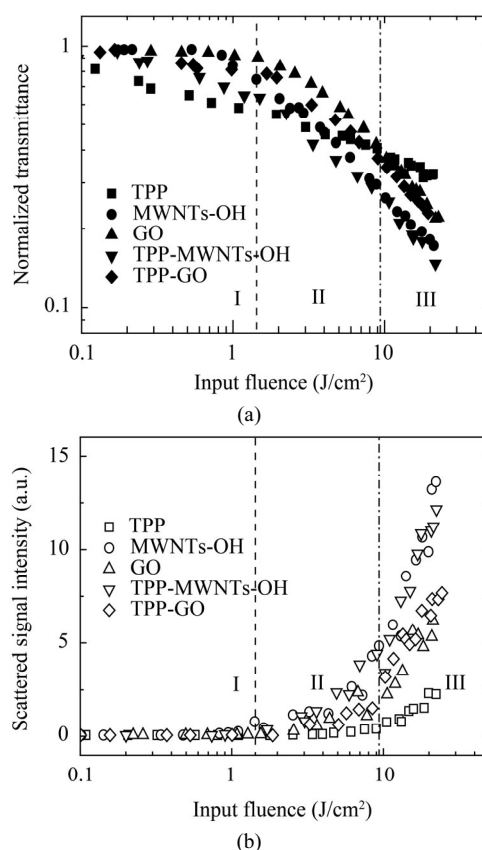 1
0.1
Normalized transmittance
TPP
MWNTs-OH
GO
TPP-MWNTs-OH
TPP-GO
I
II
III
0.1
1
10
Input fluence (J/cm²)
(a)
15
10
5
0
Scattered signal intensity (a.u.)
TPP
MWNTs-OH
GO
TPP-MWNTs-OH
TPP-GO
I
II
III
0.1
1
10
Input fluence (J/cm²)
(b)